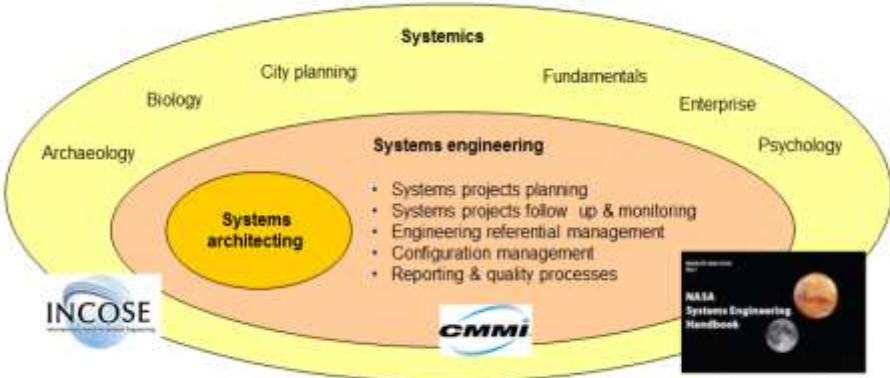 Systemics
City planning
Fundamentals
Biology
Enterprise
Archaeology
Psychology
Systems engineering
• Systems projects planning
• Systems projects follow up & monitoring
• Engineering referential management
• Configuration management
• Reporting & quality processes
Systems
architecting
INCOSE
CMMi
NASA
Systems Engineering
Handbook